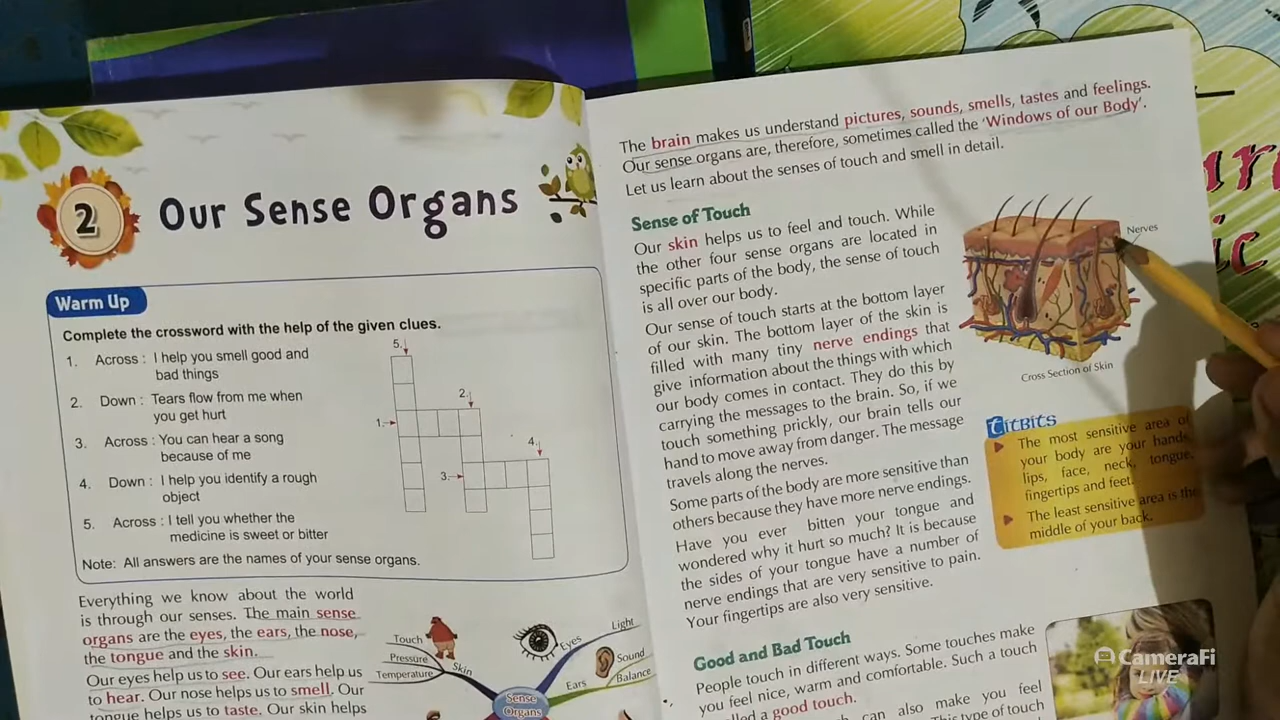 2
Our Sense Organs
Warm Up
Complete the crossword with the help of the given clues.
1. Across : I help you smell good and
bad things
2. Down : Tears flow from me when
you get hurt
3. Across : You can hear a song
because of me
4. Down : I help you identify a rough
object
5. Across : I tell you whether the
medicine is sweet or bitter
Note: All answers are the names of your sense organs.
5.
2.
1.
4.
3.
Everything we know about the world
is through our senses. The main sense
organs are the eyes, the ears, the nose,
the tongue and the skin.
Our eyes help us to see. Our ears help us
to hear. Our nose helps us to smell. Our
tongue helps us to taste. Our skin helps
Touch
Pressure
Temperature
Skin
Sense
Organs
Eyes
Light
Ears
Sound
Balance
The brain makes us understand pictures, sounds, smells, tastes and feelings.
Our sense organs are, therefore, sometimes called the 'Windows of our Body'.
Let us learn about the senses of touch and smell in detail.
Sense of Touch
Our skin helps us to feel and touch. While
the other four sense organs are located in
specific parts of the body, the sense of touch
is all over our body.
Our sense of touch starts at the bottom layer
of our skin. The bottom layer of the skin is
filled with many tiny nerve endings that
give information about the things with which
our body comes in contact. They do this by
carrying the messages to the brain. So, if we
touch something prickly, our brain tells our
hand to move away from danger. The message
travels along the nerves.
Some parts of the body are more sensitive than
others because they have more nerve endings.
Have you ever bitten your tongue and
wondered why it hurt so much? It is because
the sides of your tongue have a number of
nerve endings that are very sensitive to pain.
Your fingertips are also very sensitive.
Nerves
Cross Section of Skin
titBits
The most sensitive area of
your body are your hands,
lips, face, neck, tongue,
fingertips and feet.
The least sensitive area is the
middle of your back.
Good and Bad Touch
People touch in different ways. Some touches make
you feel nice, warm and comfortable. Such a touch
a good touch.
can also make you feel
This type of touch
CameraFi
LIVE